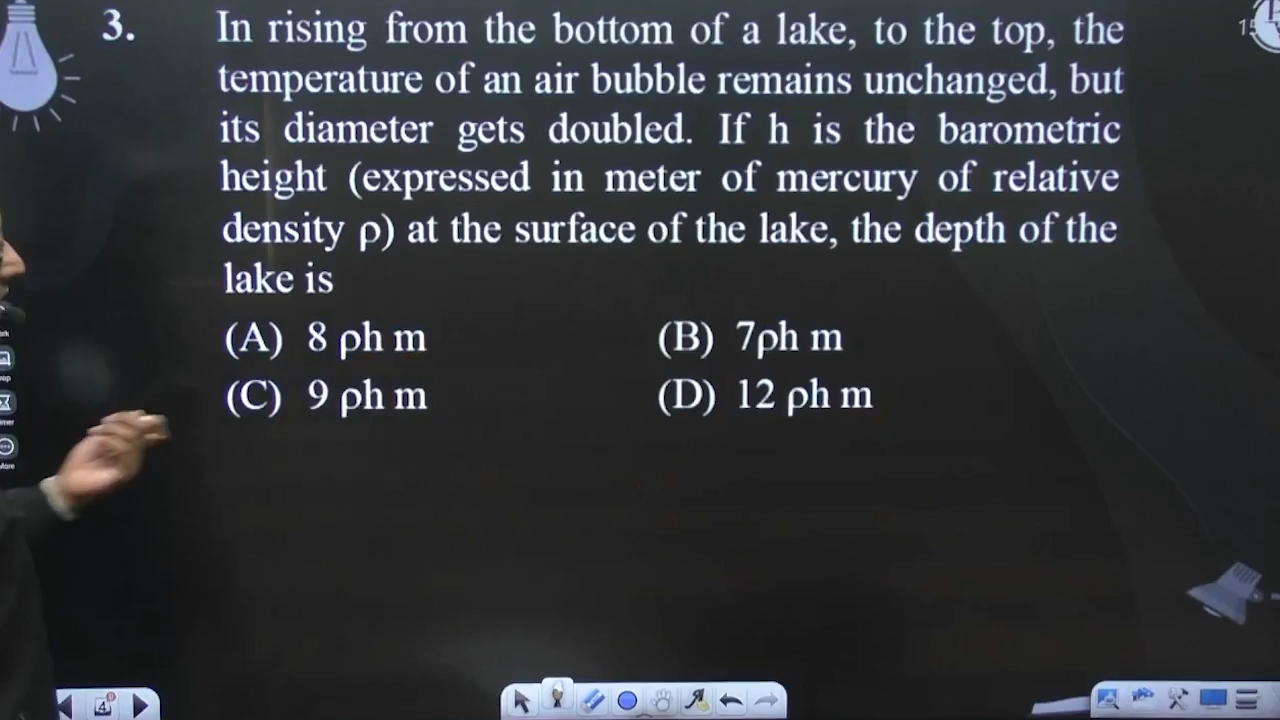 3. In rising from the bottom of a lake, to the top, the
temperature of an air bubble remains unchanged, but
its diameter gets doubled. If h is the barometric
height (expressed in meter of mercury of relative
density ρ) at the surface of the lake, the depth of the
lake is
(A) 8 ρh m (B) 7ρh m
(C) 9 ρh m (D) 12 ρh m
More
4